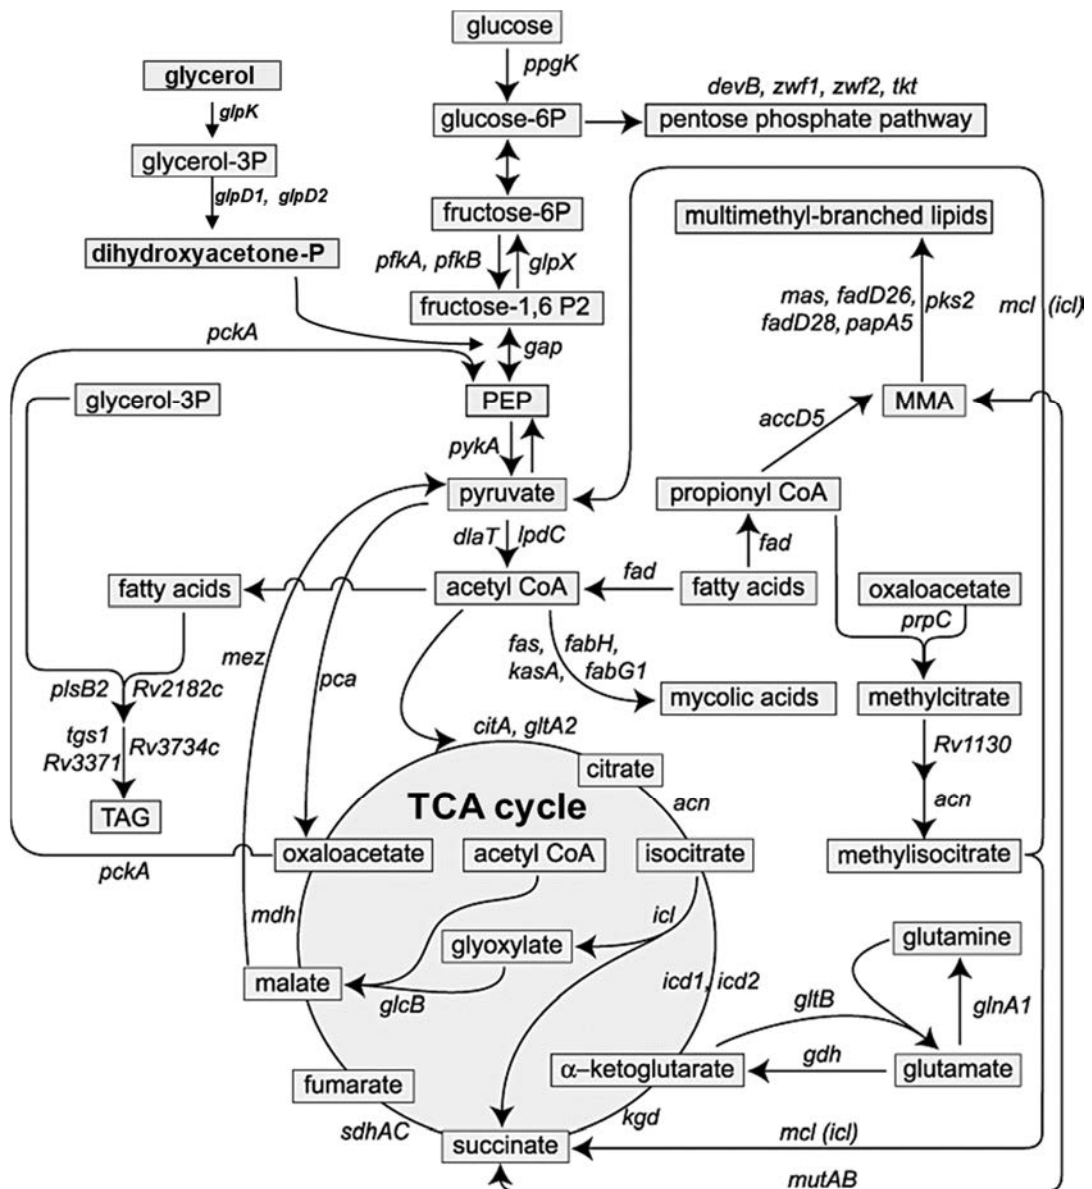 glucose
glycerol
ppgK
glpK
devB, zwf1, zwf2, tkt
glucose-6P
pentose phosphate pathway
glycerol-3P
glpD1, glpD2
fructose-6P
multimethyl-branched lipids
dihydroxyacetone-P
pfkA, pfkB
glpX
fructose-1,6 P2
mas, fadD26,
fadD28, papA5
pks2
mcl (icl)
pckA
gap
glycerol-3P
PEP
MMA
accD5
pykA
pyruvate
propionyl CoA
dlaT
lpdC
fad
fatty acids
acetyl CoA
fad
fatty acids
oxaloacetate
prpC
mez
pca
fas,
kasA,
fabH,
fabG1
plsB2
Rv2182c
mycolic acids
methylcitrate
tgs1
Rv3371
Rv3734c
citA, gltA2
Rv1130
citrate
TAG
TCA cycle
acn
acn
pckA
oxaloacetate
acetyl CoA
isocitrate
methylisocitrate
mdh
icl
glyoxylate
glutamine
malate
glcB
icd1, icd2
gltB
glnA1
gdh
α–ketoglutarate
glutamate
fumarate
kgd
sdhAC
succinate
mcl (icl)
mutAB